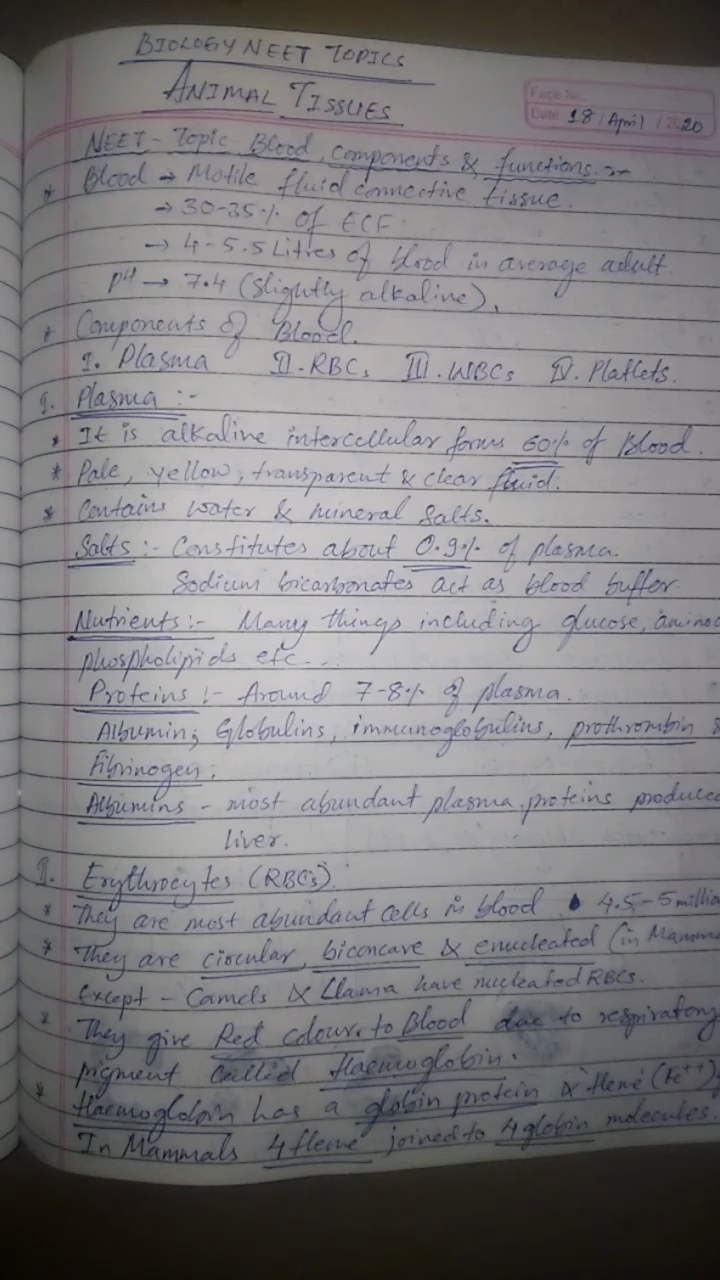 BIOLOGY NEET TOPICS
ANIMAL TISSUES
Page No.
Date 18 / April / 2020
NEET - Topic Blood, components & functions :-
* Blood → Motile fluid connective tissue.
→ 30-35% of ECF
→ 4-5.5 Litres of blood in average adult.
pH → 7.4 (Slightly alkaline).
* Components of Blood.
I. Plasma II. RBCs III. WBCs IV. Platlets.
I. Plasma :-
* It is alkaline intercellular forms 60% of Blood.
* Pale, yellow, transparent & clear fluid.
* Contains water & mineral salts.
Salts :- Constitutes about 0.9% of plasma.
Sodium bicarbonates act as blood buffer.
Nutrients :- Many things including glucose, amino
phospholipids etc...
Proteins :- Around 7-8% of plasma.
Albumin; Globulins, immunoglobulins, prothrombin &
Fibrinogen;
Albumins - most abundant plasma proteins produce
liver.
II. Erythrocytes (RBCs).
* They are most abundant cells in blood 4.5-5 millio
* They are circular, biconcave & enucleated (in Mamma
Except - Camels & Llama have nucleated RBCs.
* They give Red colour to Blood due to respiratory
pigment called Haemoglobin.
* Haemoglobin has a globin protein & Heme (Fe++)
In Mammals 4 Heme joined to 4 globin molecules.